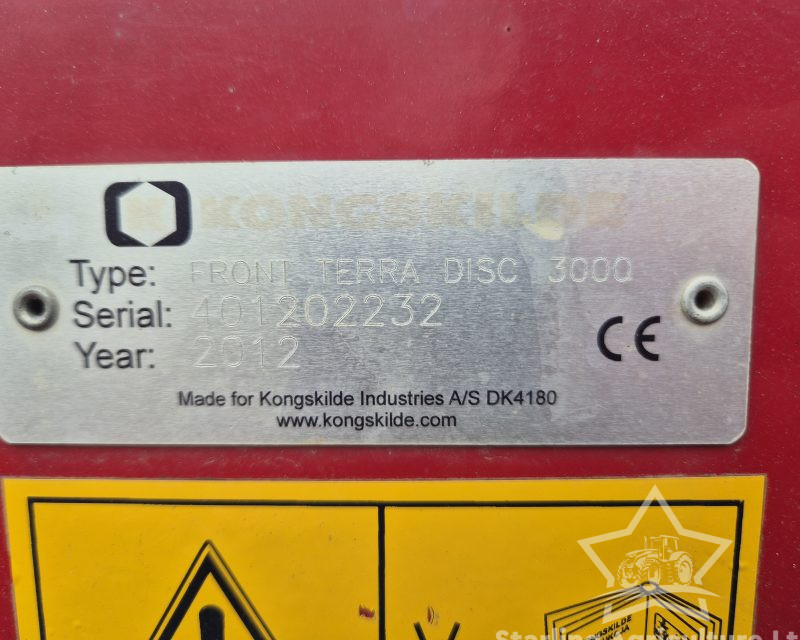 KONGSKILDE
Type: FRONT TERRA DISC 3000
Serial: 401202232
Year: 2012
CE
Made for Kongskilde Industries A/S DK4180
www.kongskilde.com